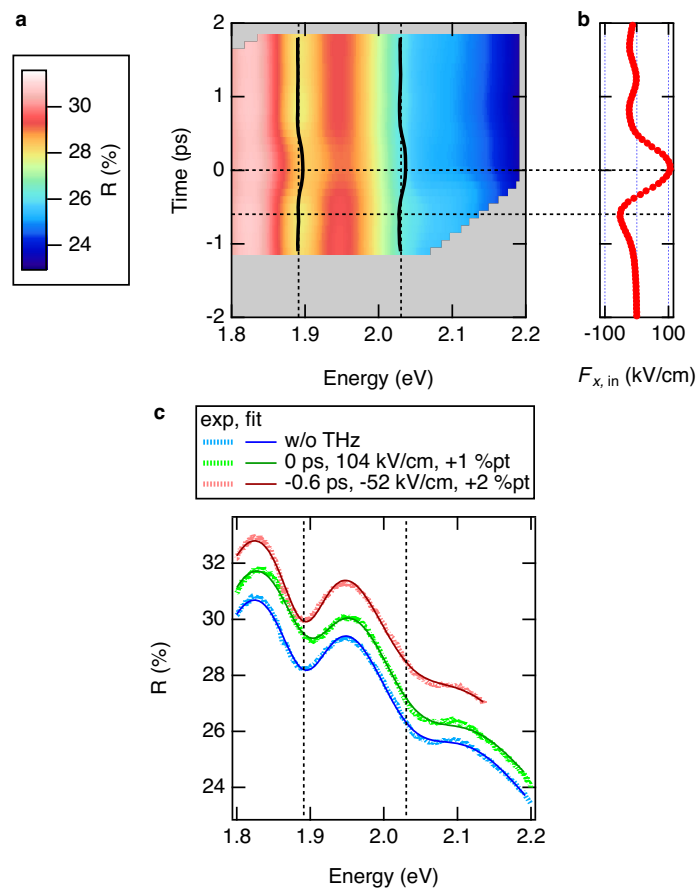 a
b
R (%)
30
28
26
24
Time (ps)
2
1
0
-1
-2
1.8
1.9
2.0
2.1
2.2
Energy (eV)
-100
100
F x, in (kV/cm)
c
exp, fit
w/o THz
0 ps, 104 kV/cm, +1 %pt
-0.6 ps, -52 kV/cm, +2 %pt
R (%)
32
30
28
26
24
1.8
1.9
2.0
2.1
2.2
Energy (eV)